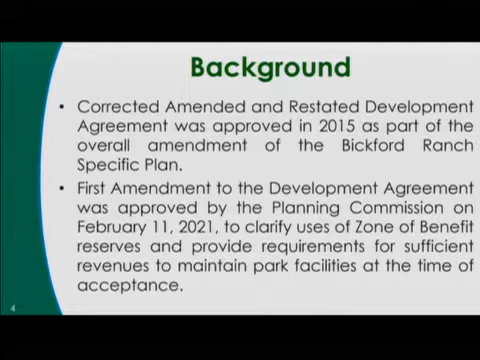 Background
• Corrected Amended and Restated Development
Agreement was approved in 2015 as part of the
overall amendment of the Bickford Ranch
Specific Plan.
• First Amendment to the Development Agreement
was approved by the Planning Commission on
February 11, 2021, to clarify uses of Zone of Benefit
reserves and provide requirements for sufficient
revenues to maintain park facilities at the time of
acceptance.
4